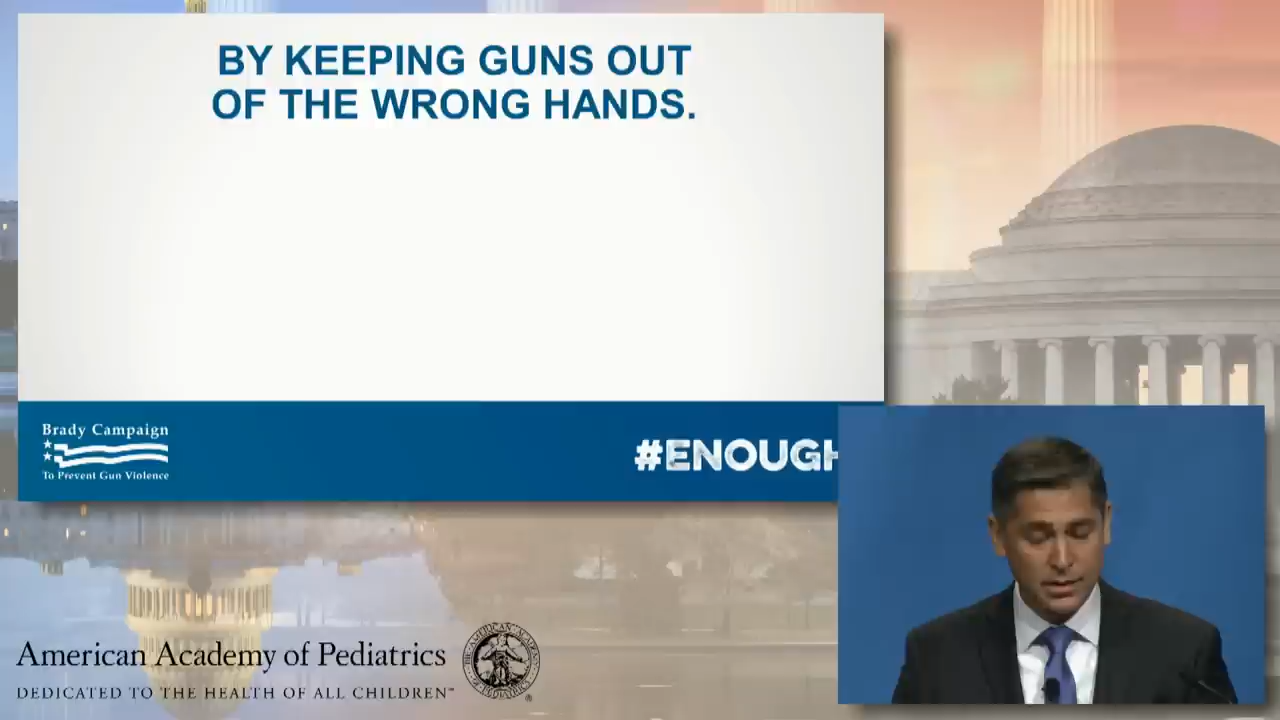 BY KEEPING GUNS OUT
OF THE WRONG HANDS.
Brady Campaign
To Prevent Gun Violence
#ENOUGH
American Academy of Pediatrics
DEDICATED TO THE HEALTH OF ALL CHILDREN™